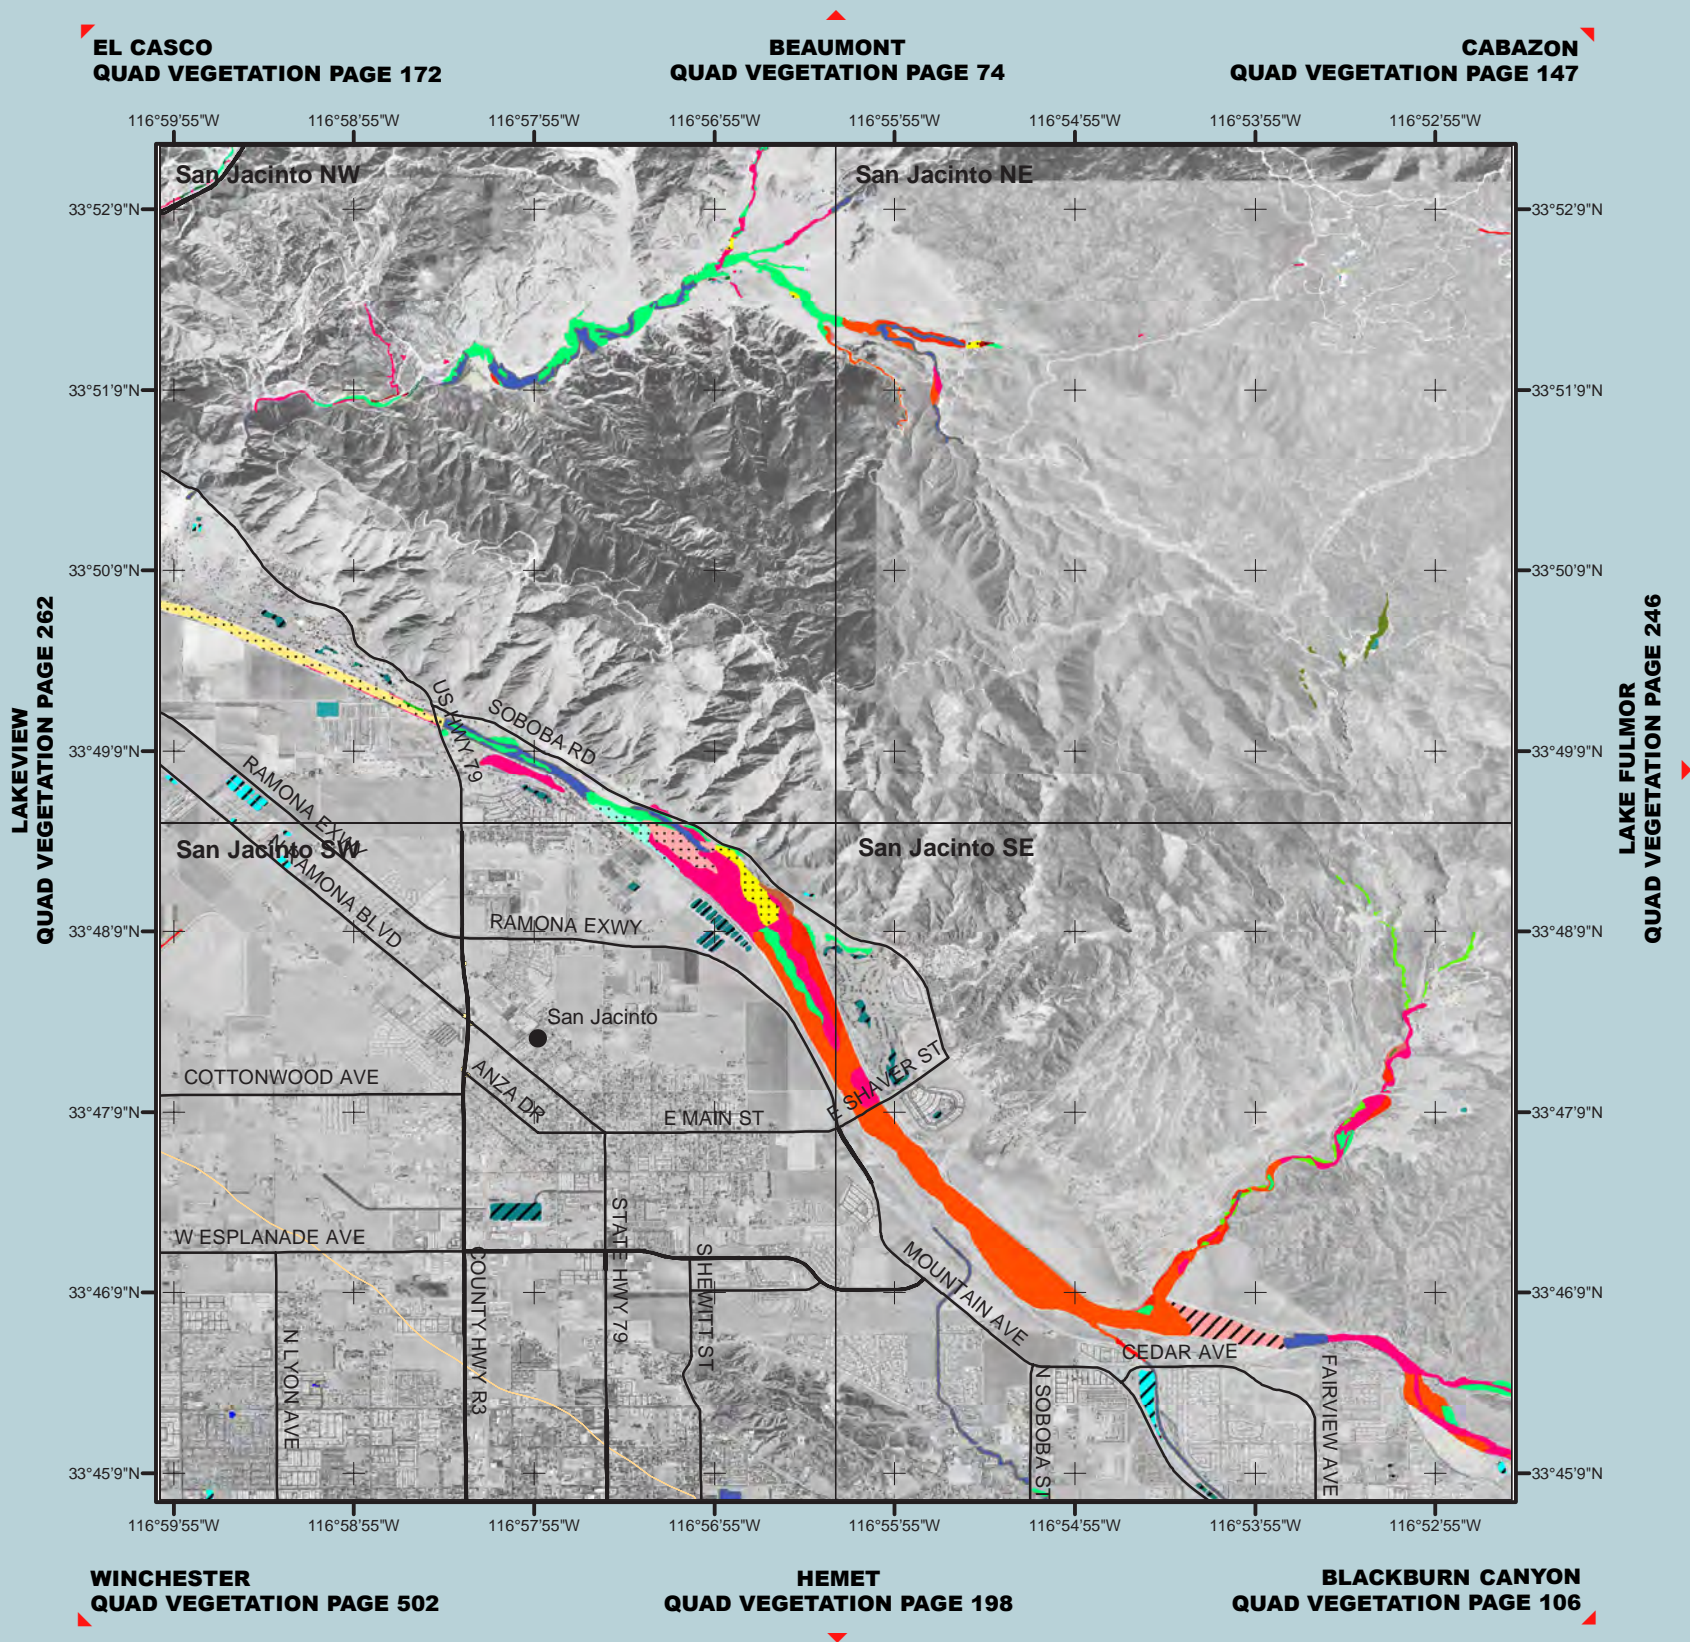 EL CASCO
QUAD VEGETATION PAGE 172
BEAUMONT
QUAD VEGETATION PAGE 74
CABAZON
QUAD VEGETATION PAGE 147
116°59'55"W
116°58'55"W
116°57'55"W
116°56'55"W
116°55'55"W
116°54'55"W
116°53'55"W
116°52'55"W
San Jacinto NW
San Jacinto NE
33°52'9"N
33°52'9"N
33°51'9"N
33°51'9"N
33°50'9"N
33°50'9"N
LAKEVIEW
QUAD VEGETATION PAGE 262
LAKE FULMOR
QUAD VEGETATION PAGE 246
US HWY 79
SOBOBA RD
33°49'9"N
33°49'9"N
RAMONA EXWY
San Jacinto SW
San Jacinto SE
N RAMONA BLVD
RAMONA EXWY
33°48'9"N
33°48'9"N
San Jacinto
COTTONWOOD AVE
ANZA DR
E MAIN ST
E SHAVER ST
33°47'9"N
33°47'9"N
W ESPLANADE AVE
COUNTY HWY R3
STATE HWY 79
S HEWITT ST
MOUNTAIN AVE
33°46'9"N
33°46'9"N
N LYON AVE
CEDAR AVE
N SOBOBA ST
FAIRVIEW AVE
33°45'9"N
33°45'9"N
116°59'55"W
116°58'55"W
116°57'55"W
116°56'55"W
116°55'55"W
116°54'55"W
116°53'55"W
116°52'55"W
WINCHESTER
QUAD VEGETATION PAGE 502
HEMET
QUAD VEGETATION PAGE 198
BLACKBURN CANYON
QUAD VEGETATION PAGE 106